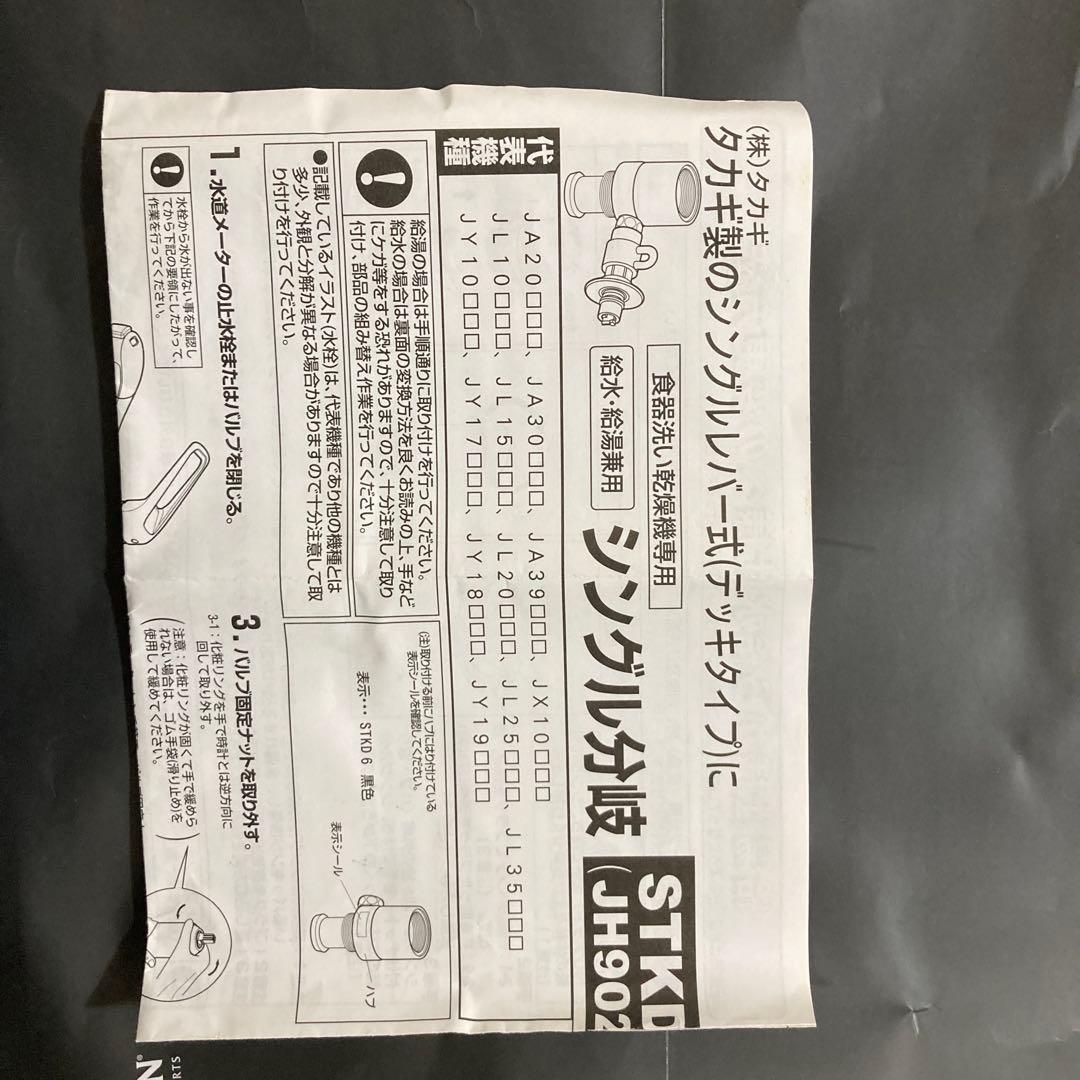 (株)タカギ
タカギ製のシングルレバー式(デッキタイプ)に
食器洗い乾燥機専用
給水・給湯兼用
シングル分岐
STKD
(JH902
代表機種
JA20□□□、JA30□□□、JA39□□□、JX10□□□
JL10□□□、JL15□□□、JL20□□□、JL25□□□、JL35□□□
JY10□□□、JY17□□□、JY18□□□、JY19□□□
給湯の場合は手順通りに取り付けを行ってください。
給水の場合は裏面の変換方法を良くお読みの上、手など
にケガ等をする恐れがありますので、十分注意して取り
付け、部品の組み替え作業を行ってください。
●記載しているイラスト(水栓)は、代表機種であり他の機種とは
多少、外観と分解が異なる場合がありますので十分注意して取
り付けを行ってください。
(注)取り付ける前にハブにはり付けている
表示シールを確認してください。
表示・・・STKD6 黒色
表示シール
ハブ
1.水道メーターの止水栓またはバルブを閉じる。
水栓から水が出ない事を確認し
てから下記の要領にしたがって、
作業を行ってください。
3.バルブ固定ナットを取り外す。
3-1：化粧リングを手で時計とは逆方向に
回して取り外す。
注意：化粧リングが固くて手で緩めら
れない場合は、ゴム手袋(滑り止め)を
使用して緩めてください。